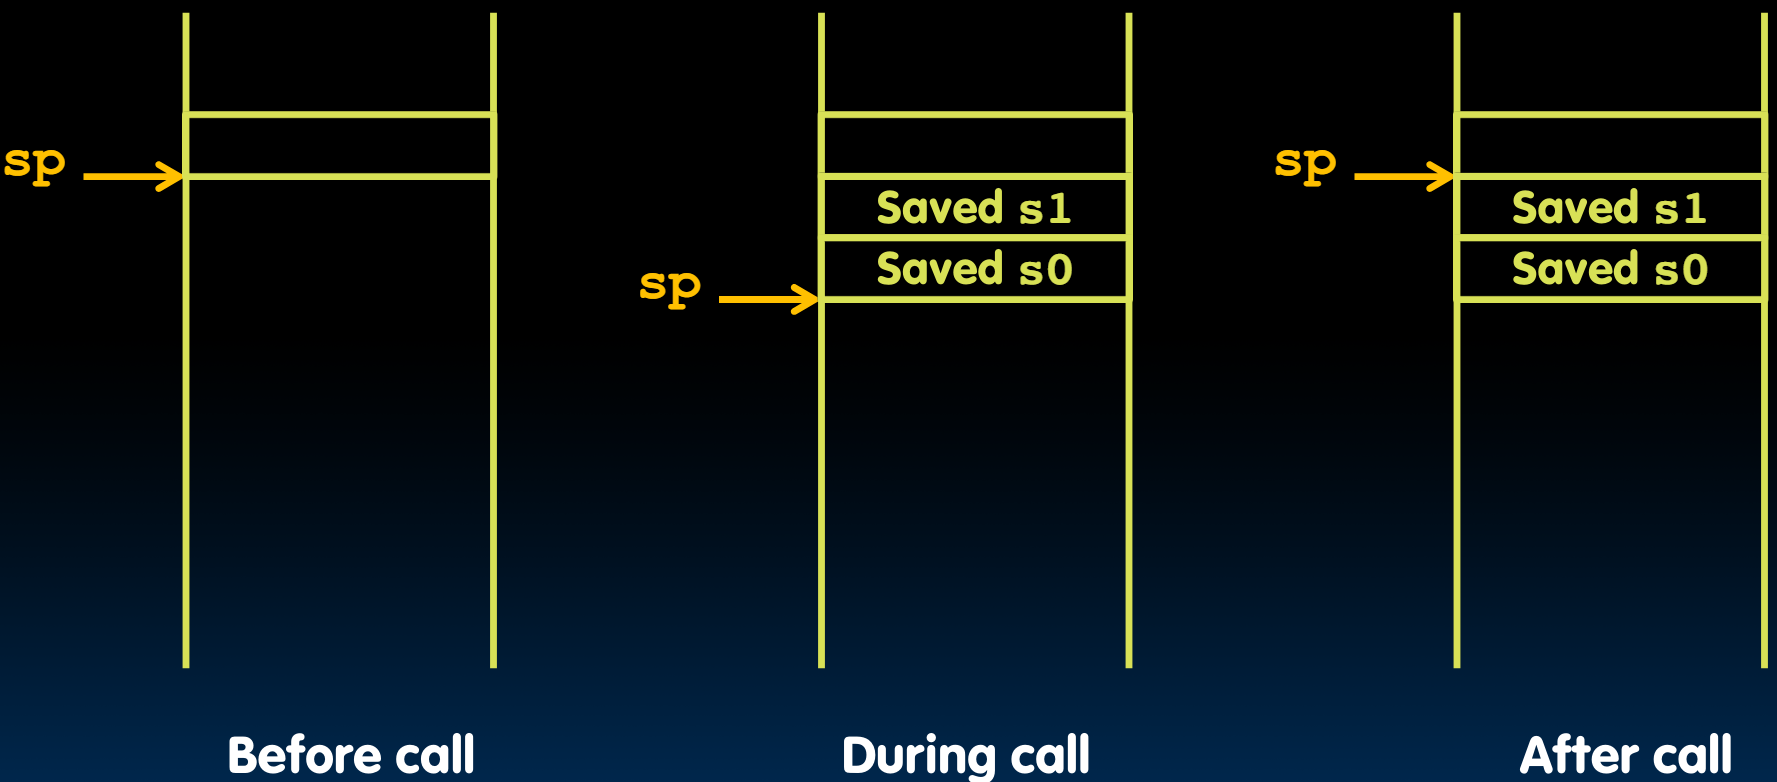 sp
Before call
Saved s1
Saved s0
sp
During call
sp
Saved s1
Saved s0
After call